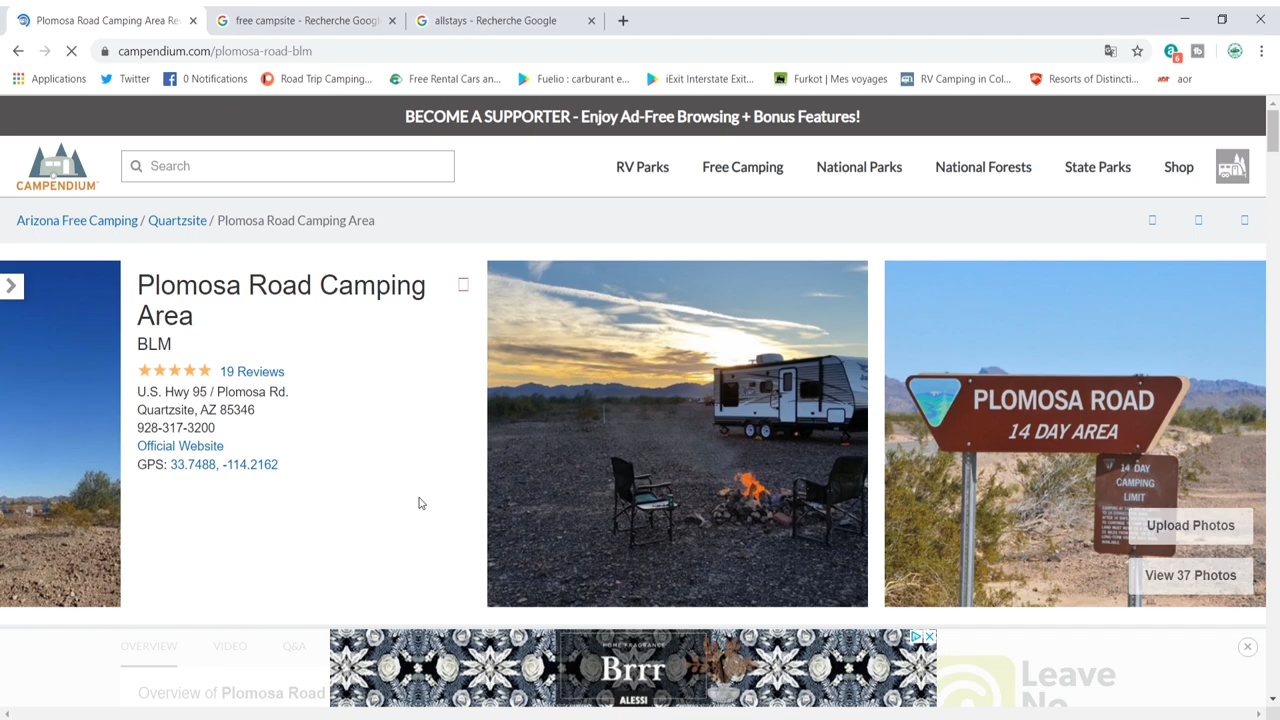 Plomosa Road Camping Area Re
free campsite - Recherche Goog
allstays - Recherche Google
campendium.com/plomosa-road-blm
6
Applications
Twitter
0 Notifications
Road Trip Camping...
Free Rental Cars an...
Fuelio : carburant e...
iExit Interstate Exit...
Furkot | Mes voyages
RV Camping in Col...
Resorts of Distincti...
aor
BECOME A SUPPORTER - Enjoy Ad-Free Browsing + Bonus Features!
CAMPENDIUM
Search
RV Parks
Free Camping
National Parks
National Forests
State Parks
Shop
Arizona Free Camping / Quartzsite / Plomosa Road Camping Area
Plomosa Road Camping
Area
BLM
19 Reviews
U.S. Hwy 95 / Plomosa Rd.
Quartzsite, AZ 85346
928-317-3200
Official Website
GPS: 33.7488, -114.2162
PLOMOSA ROAD
14 DAY AREA
14 DAY
CAMPING
LIMIT
Upload Photos
View 37 Photos
OVERVIEW
VIDEO
Q&A
Overview of Plomosa Road
HOME FRAGRANCE
Brrr
ALESSI
Leave
No